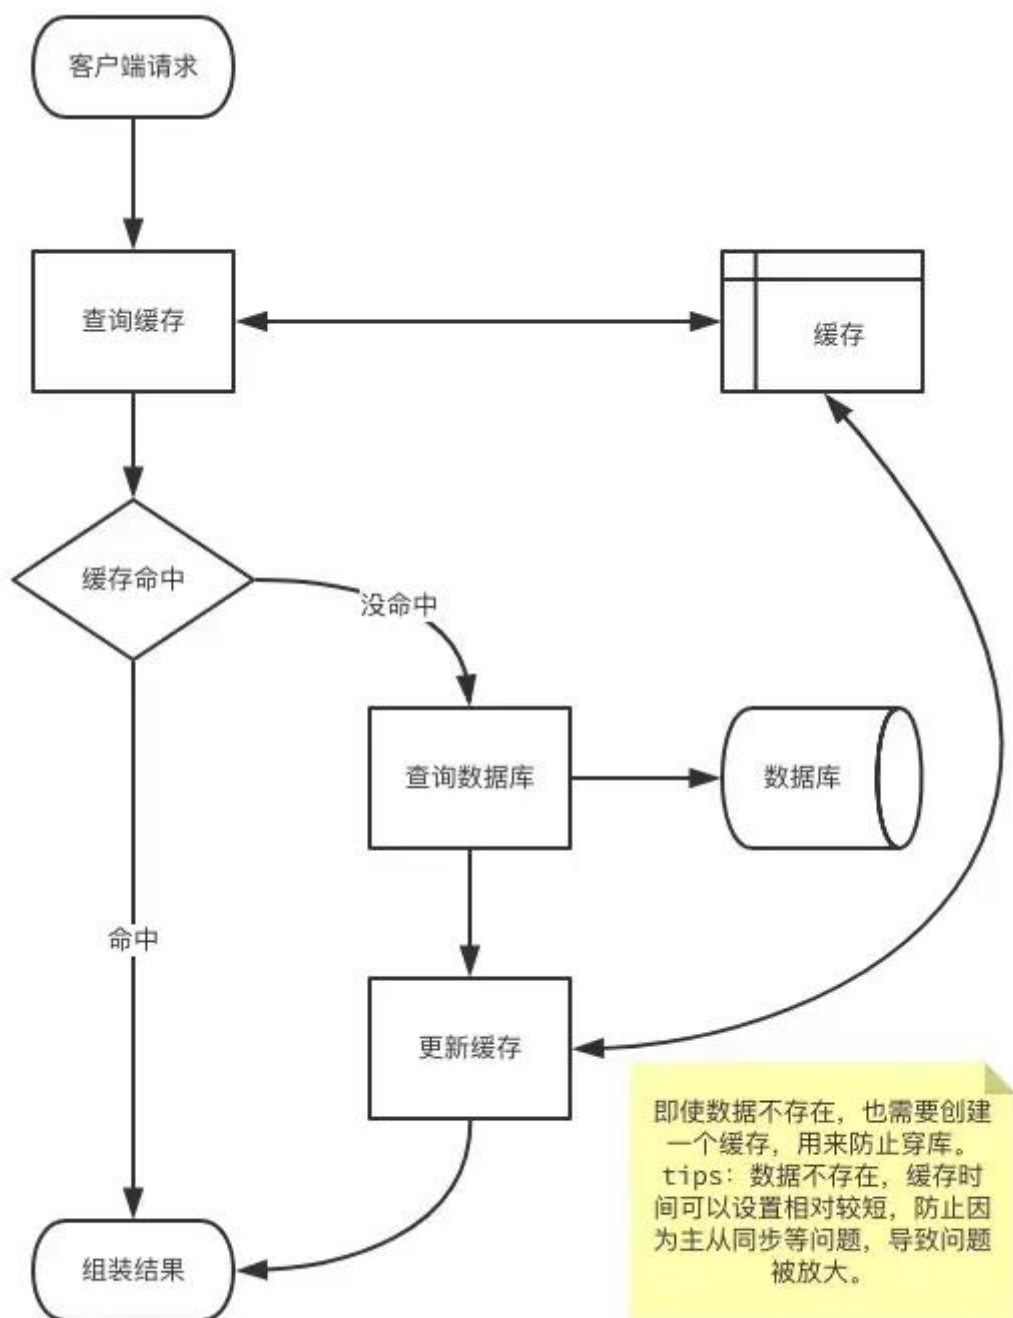 客户端请求
查询缓存
缓存
缓存命中
没命中
查询数据库
数据库
命中
更新缓存
即使数据不存在，也需要创建
一个缓存，用来防止穿库。
tips：数据不存在，缓存时
间可以设置相对较短，防止因
为主从同步等问题，导致问题
被放大。
组装结果